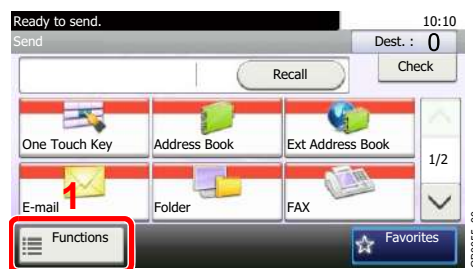 Ready to send. 10:10
Send Dest. : 0
Recall Check
One Touch Key Address Book Ext Address Book
1/2
E-mail 1 Folder FAX
Functions Favorites